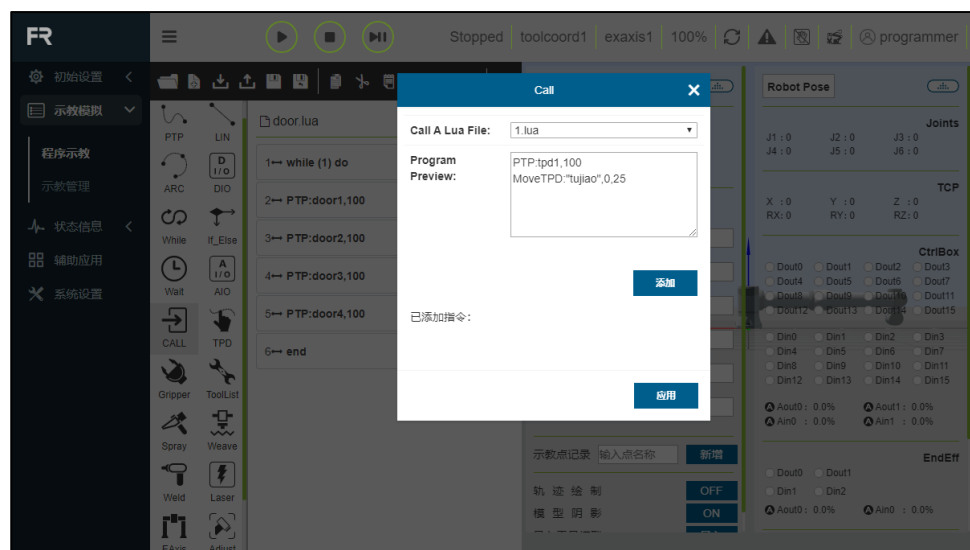 FR
Stopped
toolcoord1
exaxis1
100%
programmer
初始设置
示教模拟
程序示教
示教管理
状态信息
辅助应用
系统设置
PTP LIN
ARC DIO
While If_Else
Wait AIO
CALL TPD
Gripper ToolList
Spray Weave
Weld Laser
EAxis Adjust
door.lua
1 while (1) do
2 PTP:door1,100
3 PTP:door2,100
4 PTP:door3,100
5 PTP:door4,100
6 end
Call
Call A Lua File: 1.lua
Program Preview:
PTP:tpd1,100
MoveTPD:"tujiao",0,25
添加
已添加指令:
应用
示教点记录 输入点名称 新增
轨迹绘制 OFF
模型阴影 ON
Robot Pose
Joints
J1 : 0 J2 : 0 J3 : 0
J4 : 0 J5 : 0 J6 : 0
TCP
X : 0 Y : 0 Z : 0
RX: 0 RY: 0 RZ: 0
CtrlBox
Dout0 Dout1 Dout2 Dout3
Dout4 Dout5 Dout6 Dout7
Dout8 Dout9 Dout10 Dout11
Dout12 Dout13 Dout14 Dout15
Din0 Din1 Din2 Din3
Din4 Din5 Din6 Din7
Din8 Din9 Din10 Din11
Din12 Din13 Din14 Din15
Aout0 : 0.0% Aout1 : 0.0%
Ain0 : 0.0% Ain1 : 0.0%
EndEff
Dout0 Dout1
Din1 Din2
Aout0 : 0.0% Ain0 : 0.0%